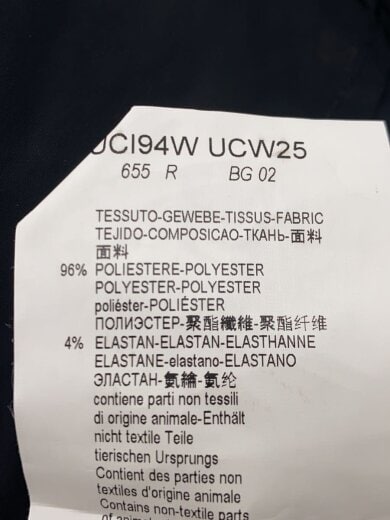 UCI94W UCW25
655 R BG 02
TESSUTO-GEWEBE-TISSUS-FABRIC
TEJIDO-COMPOSICAO-ТКАНЬ-面料
面料
96% POLIESTERE-POLYESTER
POLYESTER-POLYESTER
poliéster-POLIÉSTER
ПОЛИЭСТЕР-聚酯纖維-聚酯纤维
4% ELASTAN-ELASTAN-ELASTHANNE
ELASTANE-elastano-ELASTANO
ЭЛАСТАН-氨綸-氨纶
contiene parti non tessili
di origine animale-Enthält
nicht textile Teile
tierischen Ursprungs
Contient des parties non
textiles d'origine animale
Contains non-textile parts
of animal